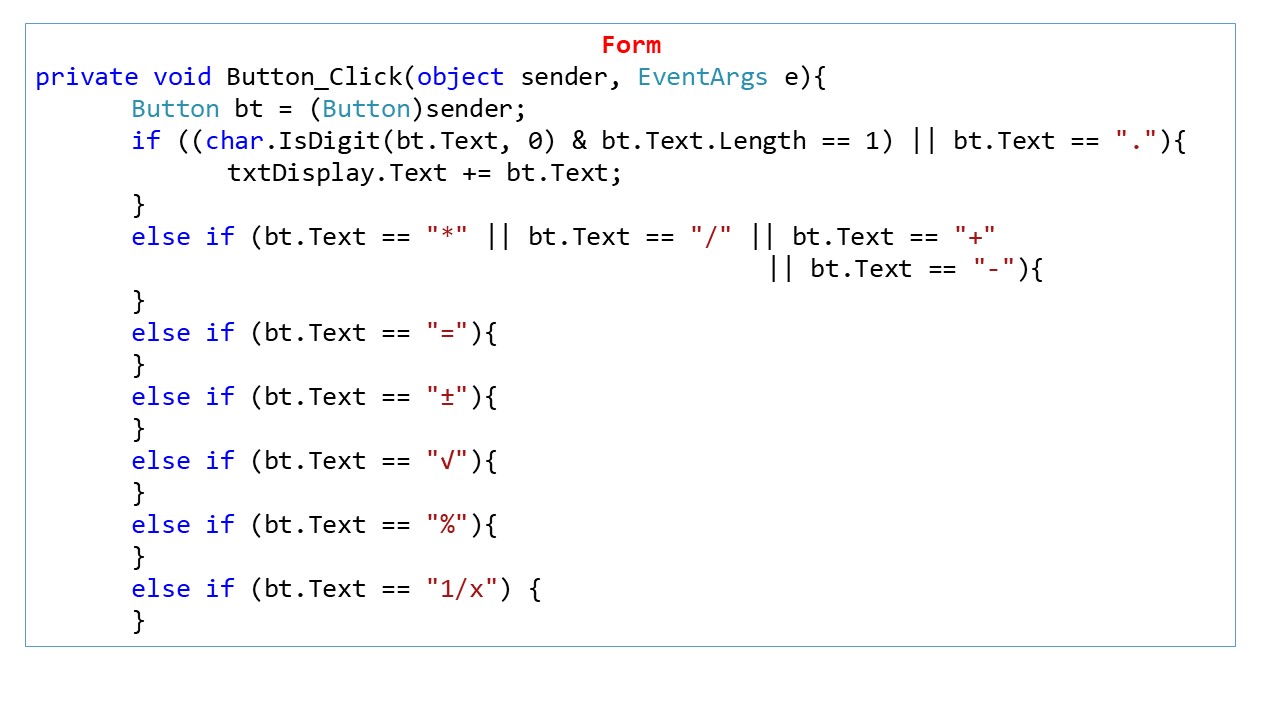 Form
private void Button_Click(object sender, EventArgs e){
Button bt = (Button)sender;
if ((char.IsDigit(bt.Text, 0) & bt.Text.Length == 1) || bt.Text == "."){
txtDisplay.Text += bt.Text;
}
else if (bt.Text == "*" || bt.Text == "/" || bt.Text == "+"
|| bt.Text == "-"){
}
else if (bt.Text == "="){
}
else if (bt.Text == "±"){
}
else if (bt.Text == "√"){
}
else if (bt.Text == "%"){
}
else if (bt.Text == "1/x") {
}